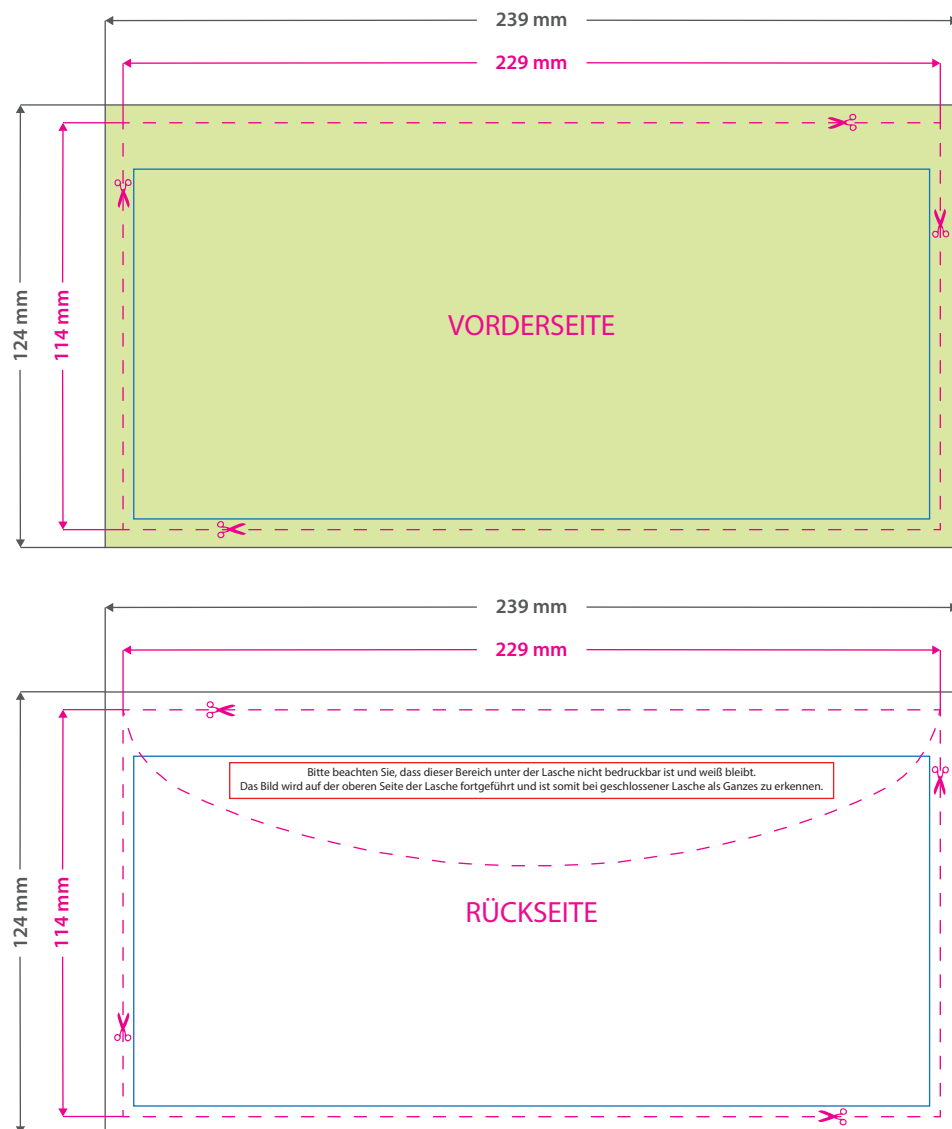 239 mm
229 mm
124 mm
114 mm
VORDERSEITE
239 mm
229 mm
Bitte beachten Sie, dass dieser Bereich unter der Lasche nicht bedruckbar ist und weiß bleibt.
Das Bild wird auf der oberen Seite der Lasche fortgeführt und ist somit bei geschlossener Lasche als Ganzes zu erkennen.
124 mm
114 mm
RÜCKSEITE